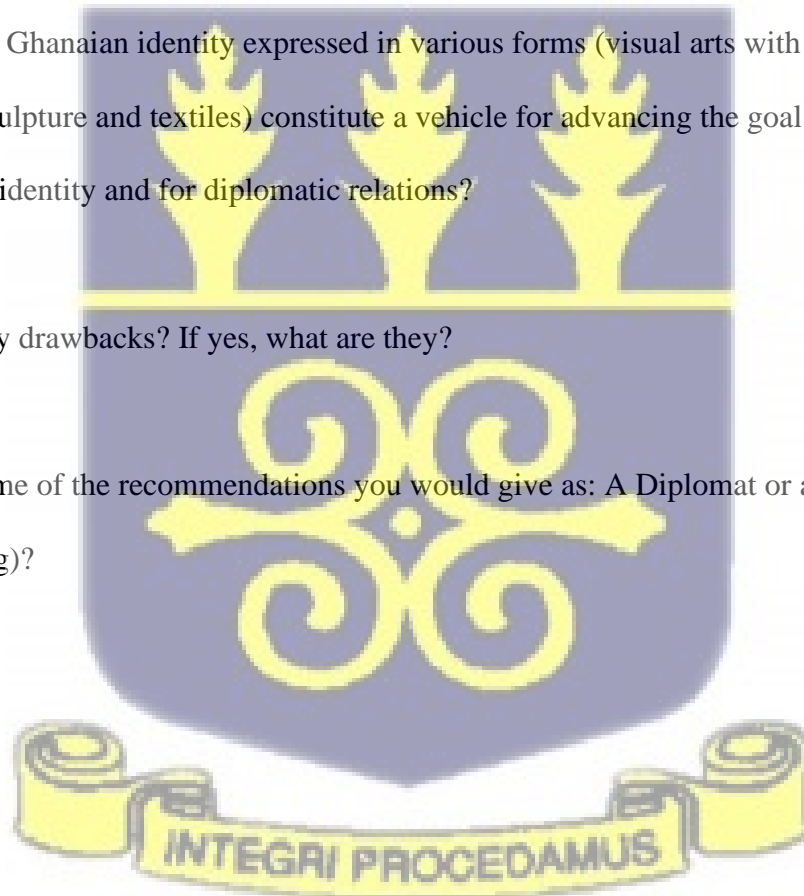 Ghanaian identity expressed in various forms (visual arts with
ulpture and textiles) constitute a vehicle for advancing the goal
identity and for diplomatic relations?
y drawbacks? If yes, what are they?
me of the recommendations you would give as: A Diplomat or a
g)?
INTEGRI PROCEDAMUS